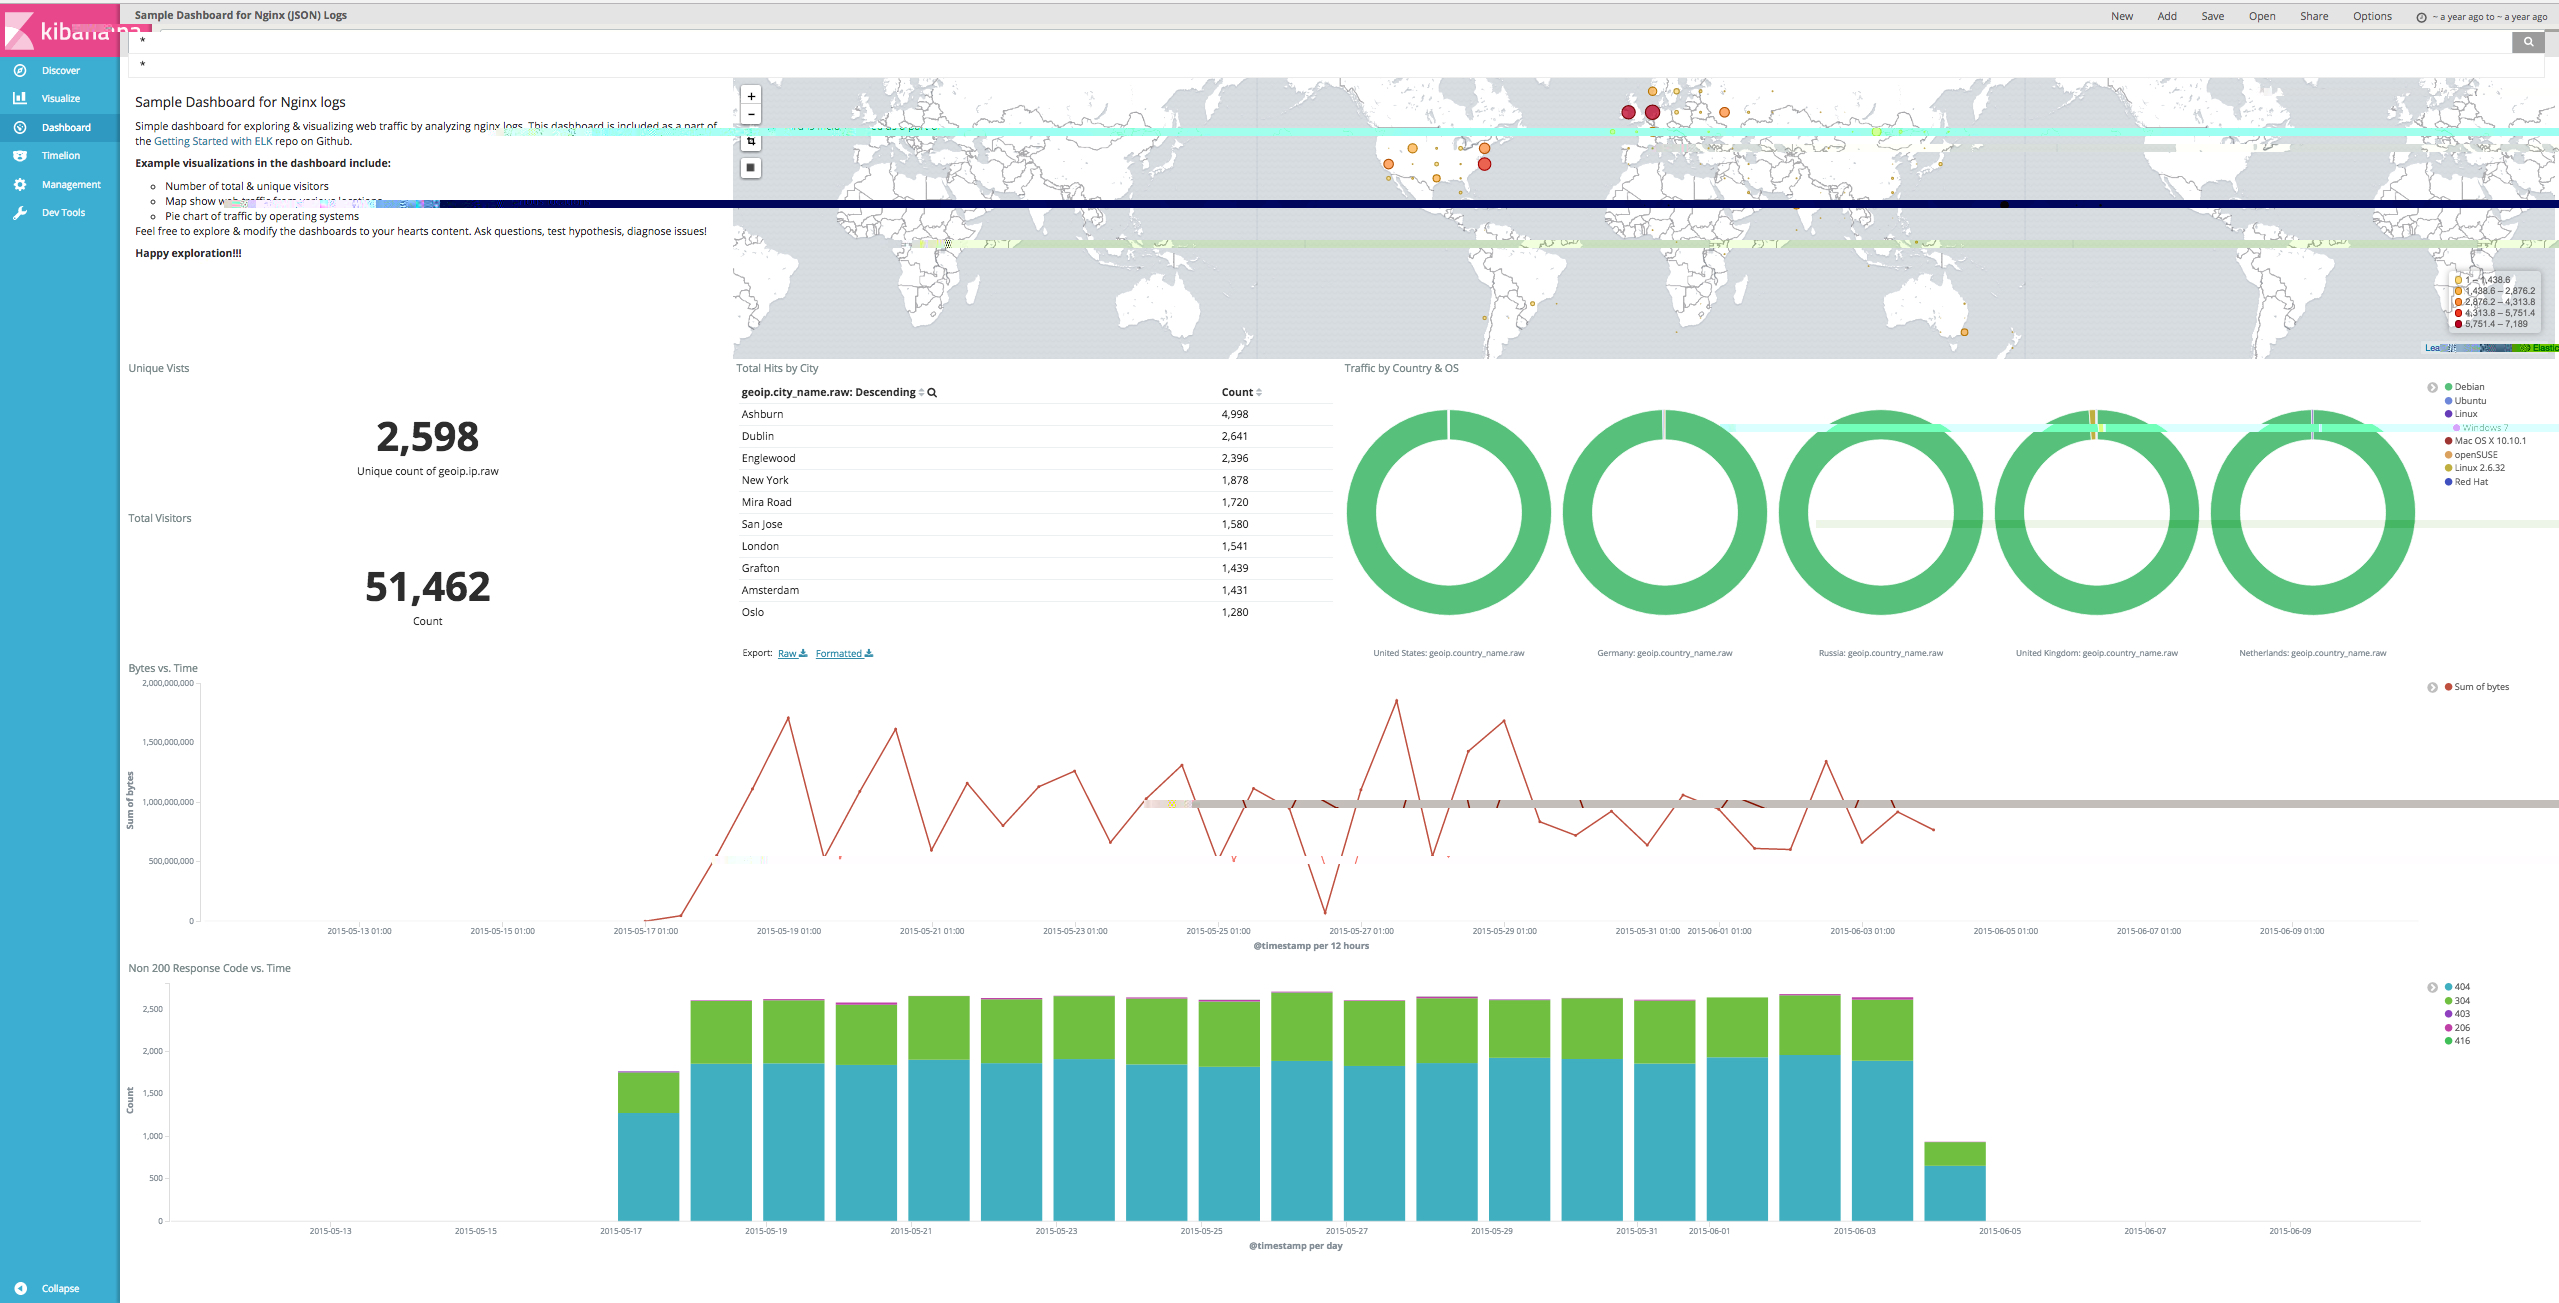 Sample Dashboard for Nginx (JSON) Logs
New Add Save Open Share Options ~ a year ago to ~ a year ago
kibana
*
*
Discover
Visualize
Dashboard
Timelion
Management
Dev Tools
Collapse
Sample Dashboard for Nginx logs
Simple dashboard for exploring & visualizing web traffic by analyzing nginx logs. This dashboard is included as a part of
the Getting Started with ELK repo on Github.
Example visualizations in the dashboard include:
Number of total & unique visitors
Map show web traffic from various locations
Pie chart of traffic by operating systems
Feel free to explore & modify the dashboards to your hearts content. Ask questions, test hypothesis, diagnose issues!
Happy exploration!!!
+
−
1 – 1,438.6
1,438.6 – 2,876.2
2,876.2 – 4,313.8
4,313.8 – 5,751.4
5,751.4 – 7,189
Unique Vists
2,598
Unique count of geoip.ip.raw
Total Visitors
51,462
Count
Total Hits by City
geoip.city_name.raw: Descending Count
Ashburn 4,998
Dublin 2,641
Englewood 2,396
New York 1,878
Mira Road 1,720
San Jose 1,580
London 1,541
Grafton 1,439
Amsterdam 1,431
Oslo 1,280
Export: Raw Formatted
Traffic by Country & OS
Debian
Ubuntu
Linux
Windows 7
Mac OS X 10.10.1
openSUSE
Linux 2.6.32
Red Hat
United States: geoip.country_name.raw
Germany: geoip.country_name.raw
Russia: geoip.country_name.raw
United Kingdom: geoip.country_name.raw
Netherlands: geoip.country_name.raw
Bytes vs. Time
Sum of bytes
2,000,000,000
1,500,000,000
1,000,000,000
500,000,000
0
Sum of bytes
2015-05-13 01:00 2015-05-15 01:00 2015-05-17 01:00 2015-05-19 01:00 2015-05-21 01:00 2015-05-23 01:00 2015-05-25 01:00 2015-05-27 01:00 2015-05-29 01:00 2015-05-31 01:00 2015-06-01 01:00 2015-06-03 01:00 2015-06-05 01:00 2015-06-07 01:00 2015-06-09 01:00
@timestamp per 12 hours
Non 200 Response Code vs. Time
404
304
403
206
416
2,500
2,000
1,500
1,000
500
0
Count
2015-05-13 2015-05-15 2015-05-17 2015-05-19 2015-05-21 2015-05-23 2015-05-25 2015-05-27 2015-05-29 2015-05-31 2015-06-01 2015-06-03 2015-06-05 2015-06-07 2015-06-09
@timestamp per day